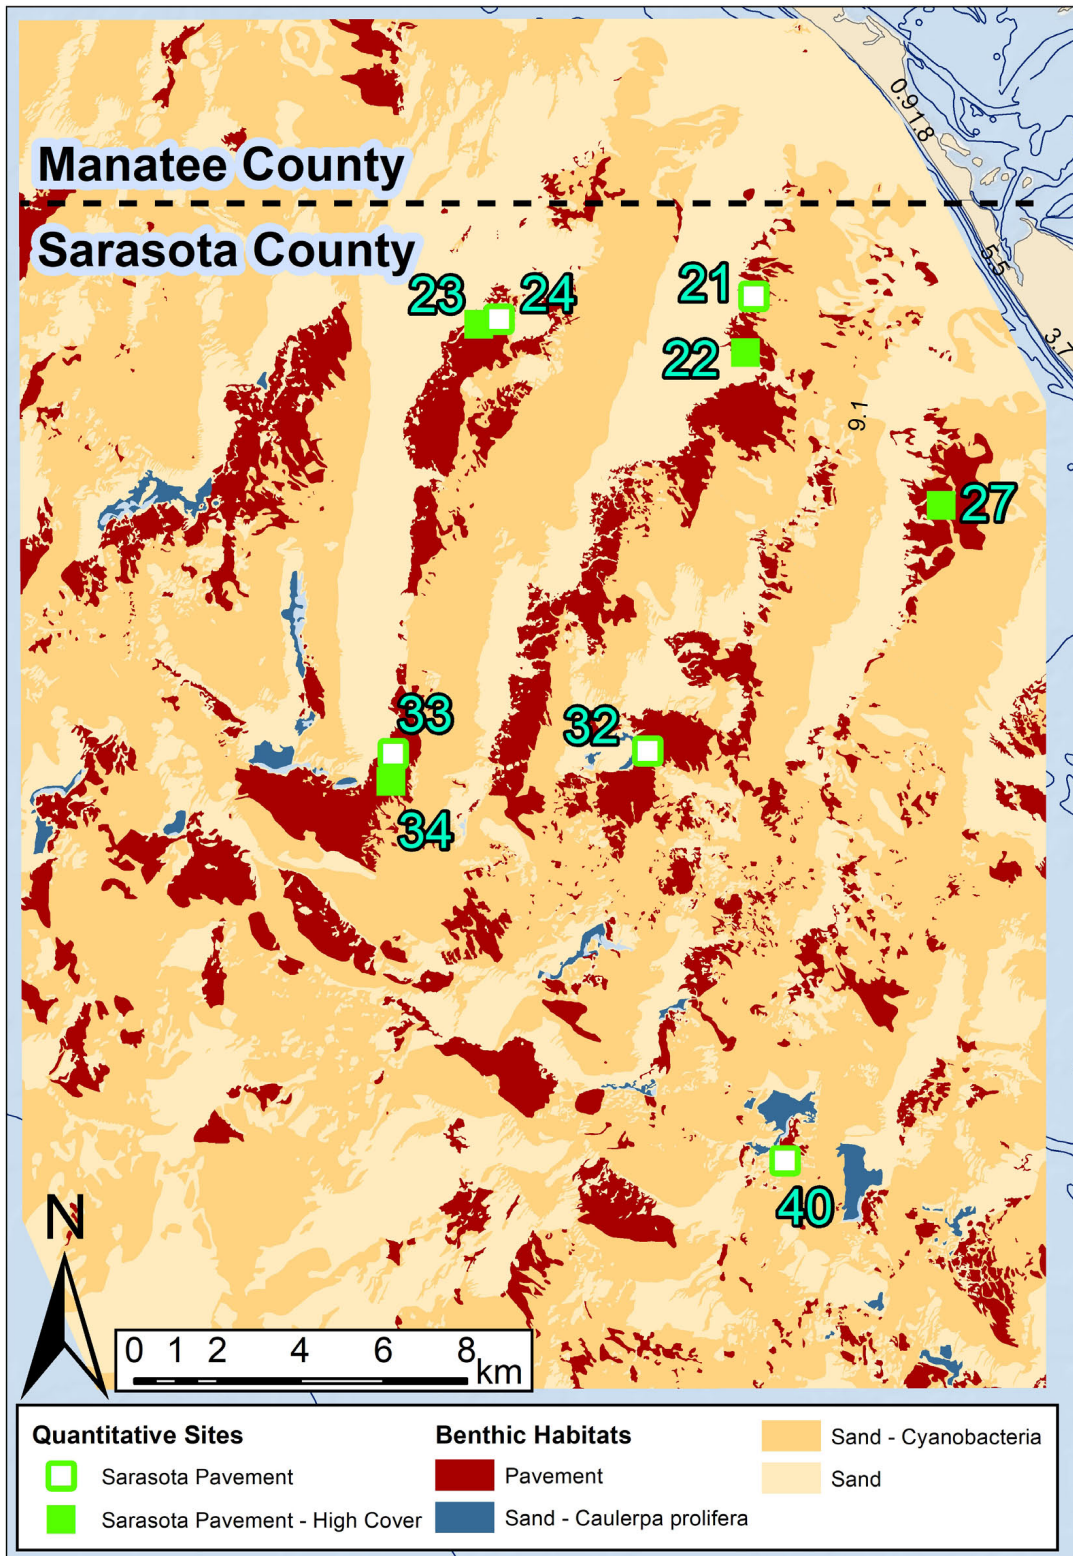 0.9
1.8
Manatee County
Sarasota County
5.5
3.7
21
23
24
22
9.1
27
33
32
34
40
N
0 1 2 4 6 8
km
Quantitative Sites
Sarasota Pavement
Sarasota Pavement - High Cover
Benthic Habitats
Pavement
Sand - Caulerpa prolifera
Sand - Cyanobacteria
Sand